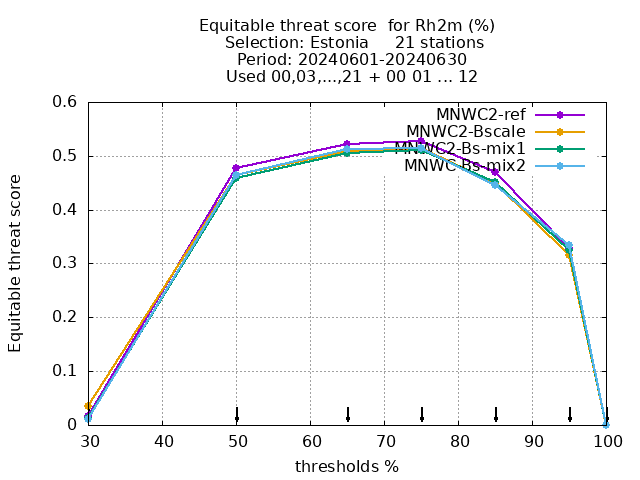 Equitable threat score  for Rh2m (%)
Selection: Estonia     21 stations
Period: 20240601-20240630
Used 00,03,...,21 + 00 01 ... 12
MNWC2-ref
MNWC2-Bscale
MNWC2-Bs-mix1
MNWC-Bs-mix2
Equitable threat score
0.6
0.5
0.4
0.3
0.2
0.1
0
30 40 50 60 70 80 90 100
thresholds %